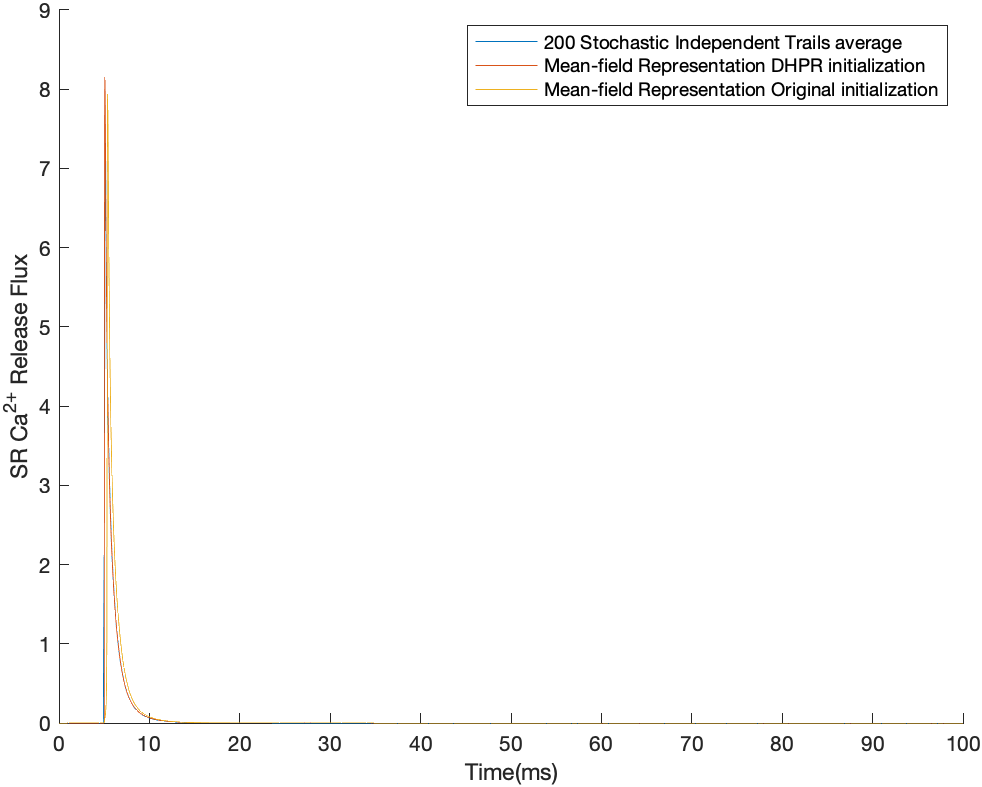 9
8
7
6
5
4
3
2
1
0
SR Ca2+ Release Flux
200 Stochastic Independent Trails average
Mean-field Representation DHPR initialization
Mean-field Representation Original initialization
0 10 20 30 40 50 60 70 80 90 100
Time(ms)